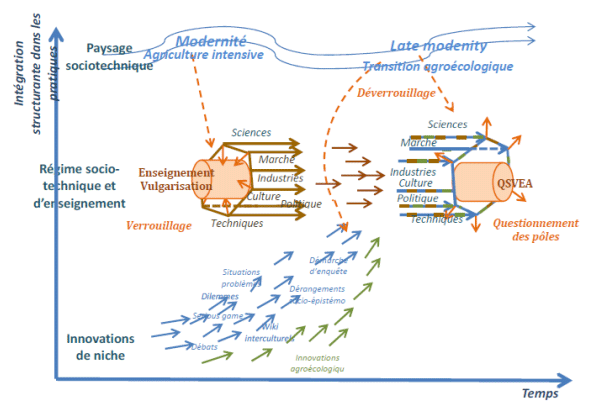 Intégration
structurante dans les
pratiques
Paysage
sociotechnique
Modernité
Agriculture intensive
Late modenity
Transition agroécologique
Déverrouillage
Régime socio-
technique et
d'enseignement
Enseignement
Vulgarisation
Sciences
Marché
Industries
Culture
Politique
Techniques
Verrouillage
Sciences
Marché
Industries
Culture
Politique
Techniques
QSVEA
Questionnement
des pôles
Innovations
de niche
Situations
problèmes
Dilemmes
Serious game
Débats
Wiki
interculturels
Démarche
d'enquête
Dérangements
socio-épistémo
Innovations
agroécologiqu
Temps